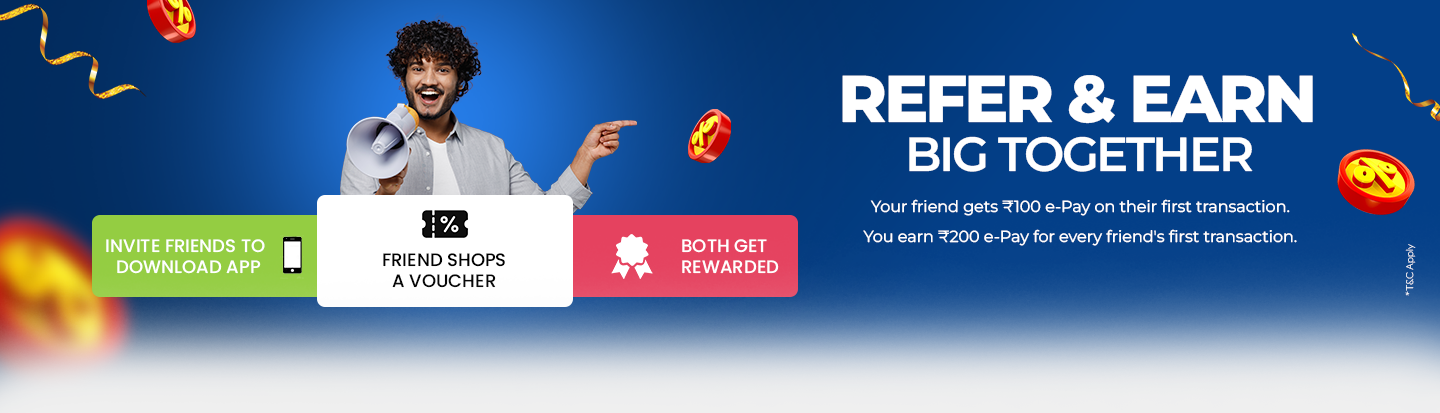 INVITE FRIENDS TO
DOWNLOAD APP
%
FRIEND SHOPS
A VOUCHER
BOTH GET
REWARDED
REFER & EARN
BIG TOGETHER
Your friend gets ₹100 e-Pay on their first transaction.
You earn ₹200 e-Pay for every friend's first transaction.
*T&C Apply